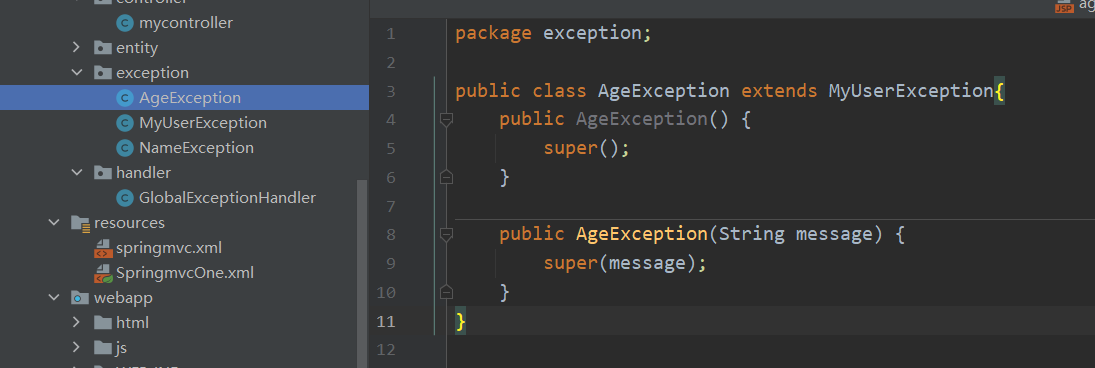 controller
mycontroller
entity
exception
AgeException
MyUserException
NameException
handler
GlobalExceptionHandler
resources
springmvc.xml
SpringmvcOne.xml
webapp
html
js
ag
JSP
1 package exception;
2
3 public class AgeException extends MyUserException{
4 public AgeException() {
5 super();
6 }
7
8 public AgeException(String message) {
9 super(message);
10 }
11 }
12